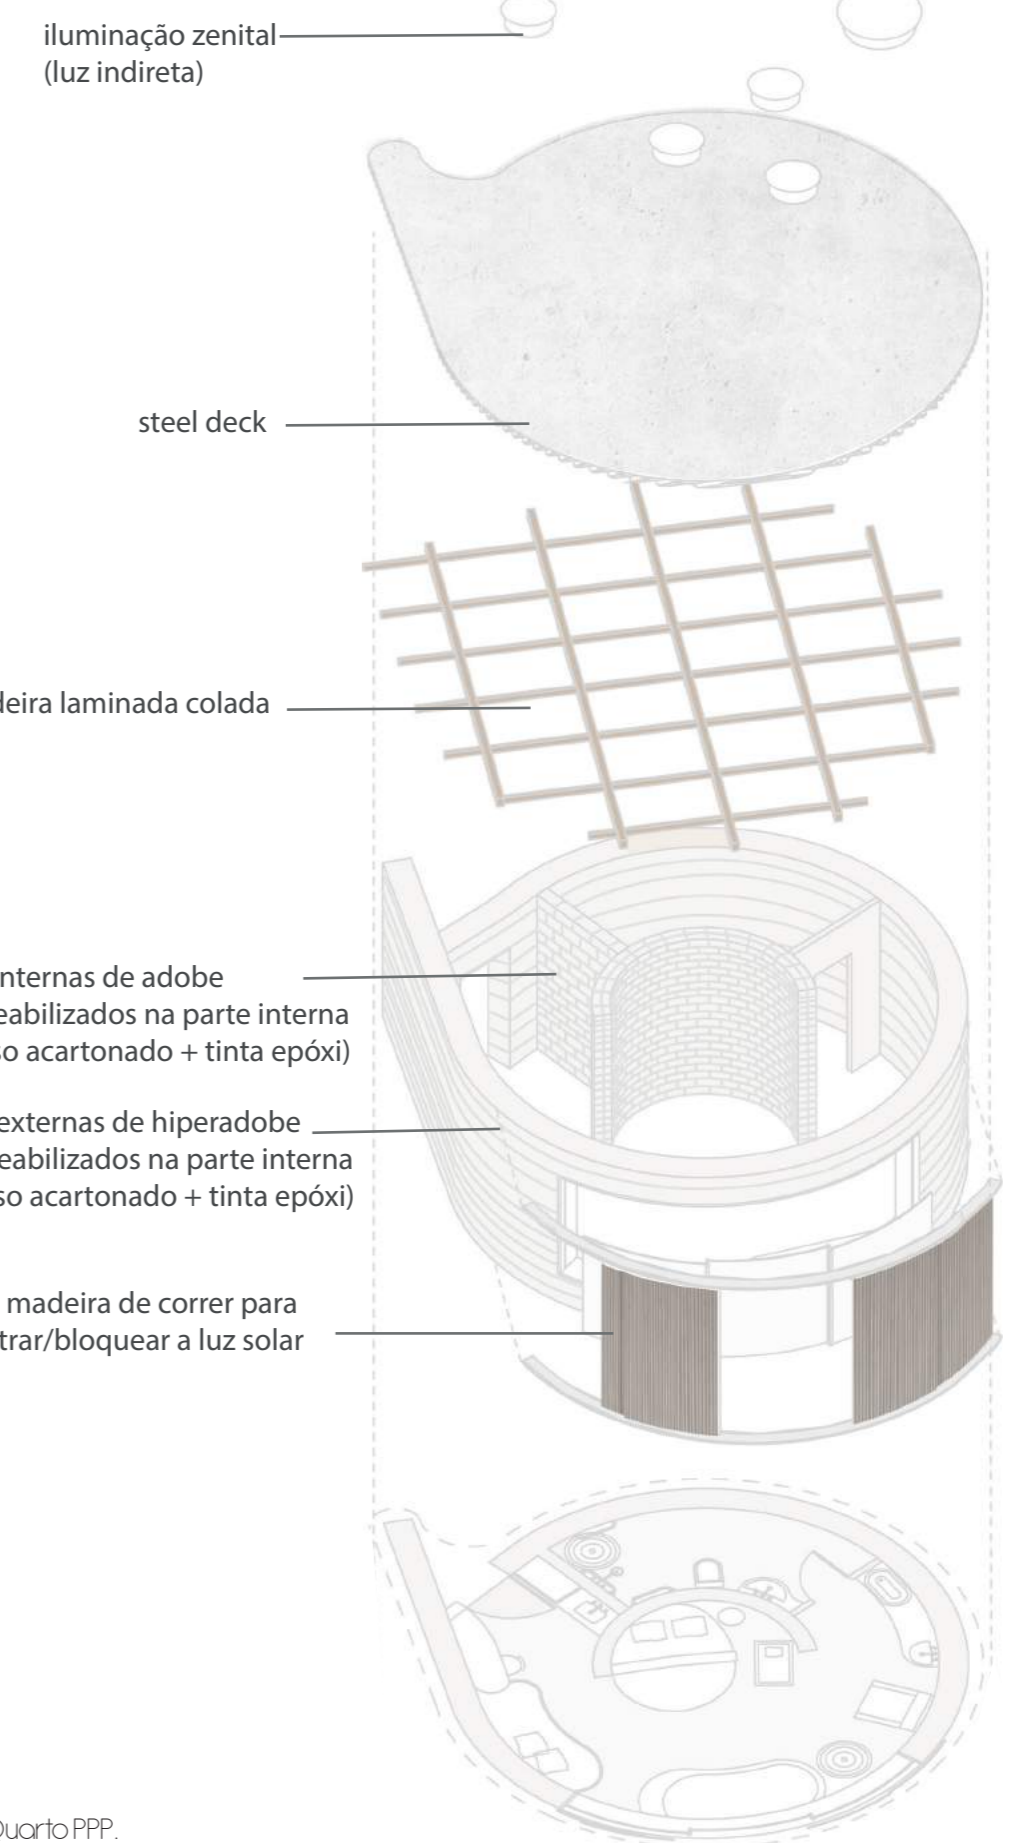 iluminação zenital
(luz indireta)
steel deck
deira laminada colada
internas de adobe
eabilizados na parte interna
so acartonado + tinta epóxi)
externas de hiperadobe
eabilizados na parte interna
so acartonado + tinta epóxi)
madeira de correr para
trar/bloquear a luz solar
Quarto PPP.